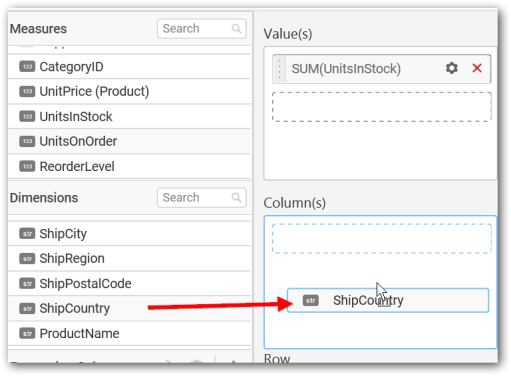 Measures
Search
123 CategoryID
123 UnitPrice (Product)
123 UnitsInStock
123 UnitsOnOrder
123 ReorderLevel
Dimensions
Search
str ShipCity
str ShipRegion
str ShipPostalCode
str ShipCountry
str ProductName
Value(s)
SUM(UnitsInStock)
Column(s)
str ShipCountry
Row